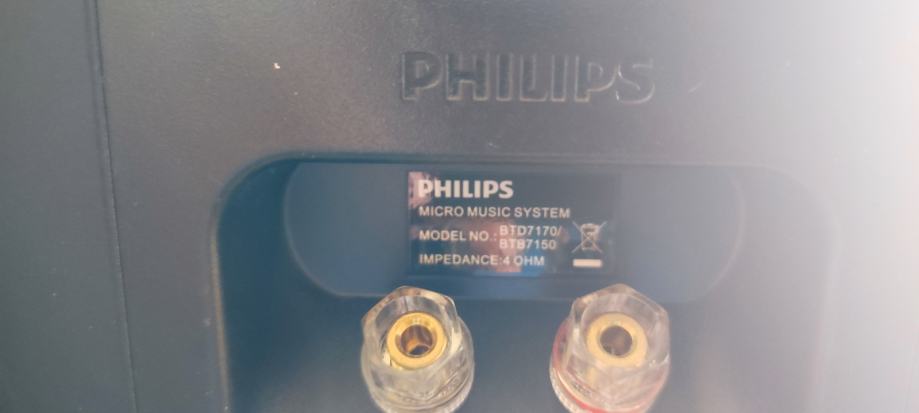 PHILIPS
PHILIPS
MICRO MUSIC SYSTEM
MODEL NO.: BTD7170/
BTB7150
IMPEDANCE:4 OHM